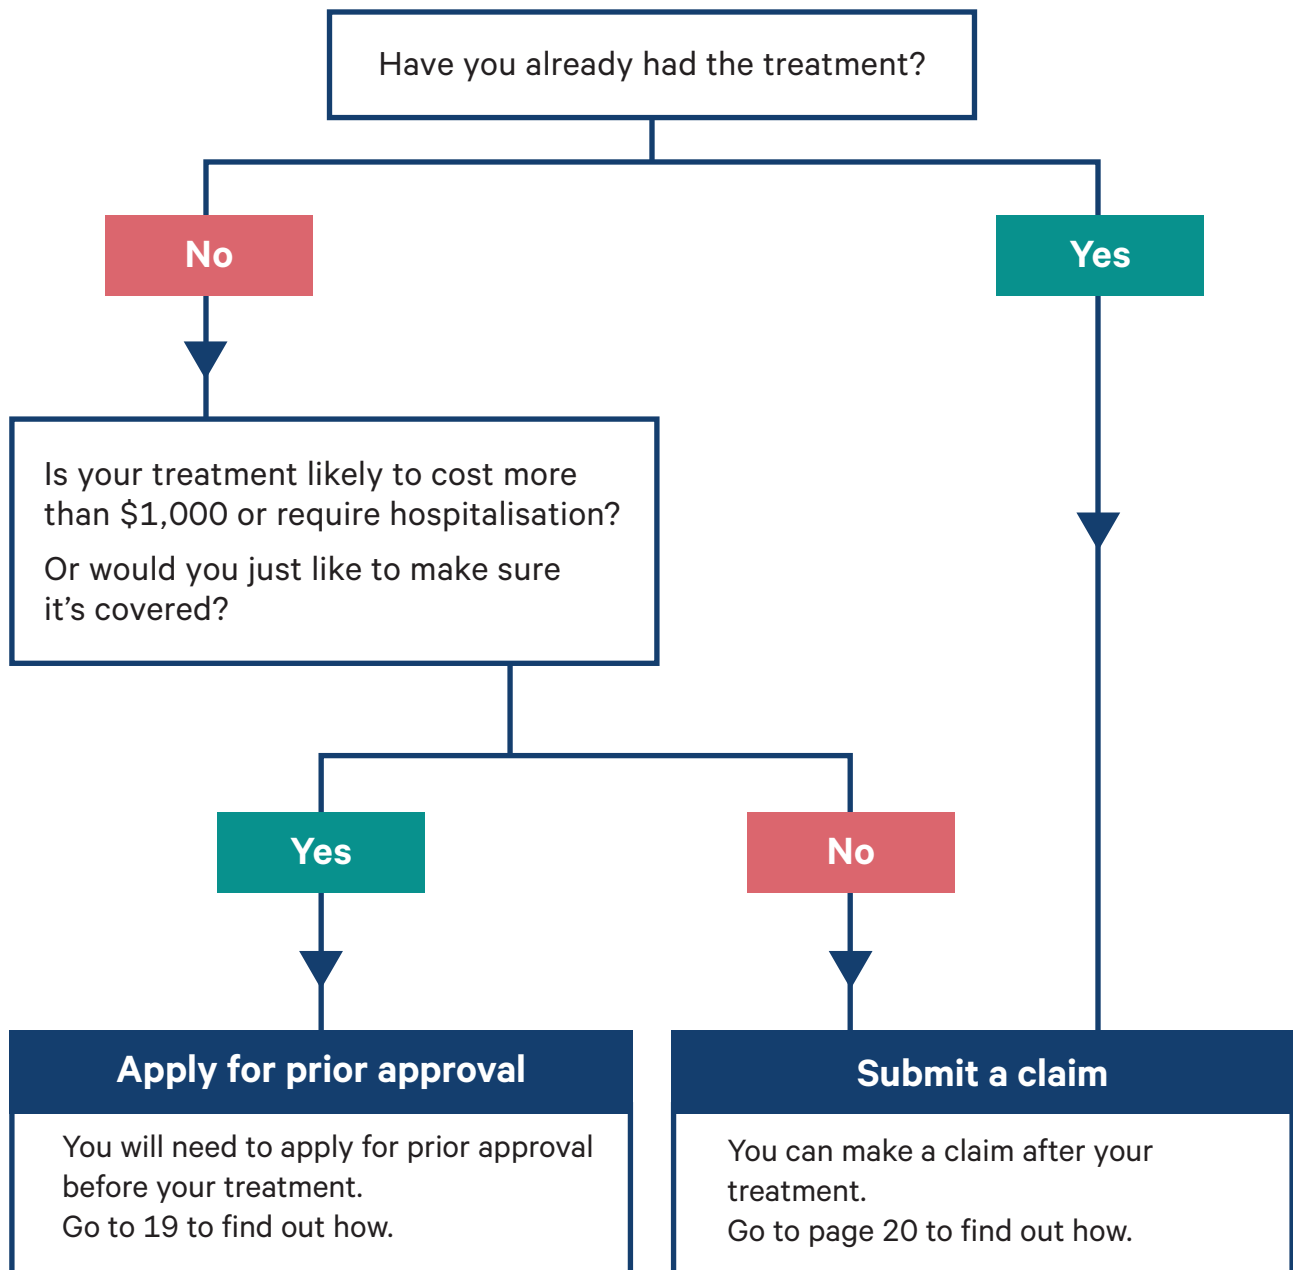 Have you already had the treatment?
No
Yes
Is your treatment likely to cost more
than $1,000 or require hospitalisation?
Or would you just like to make sure
it’s covered?
Yes
No
Apply for prior approval
You will need to apply for prior approval
before your treatment.
Go to 19 to find out how.
Submit a claim
You can make a claim after your
treatment.
Go to page 20 to find out how.